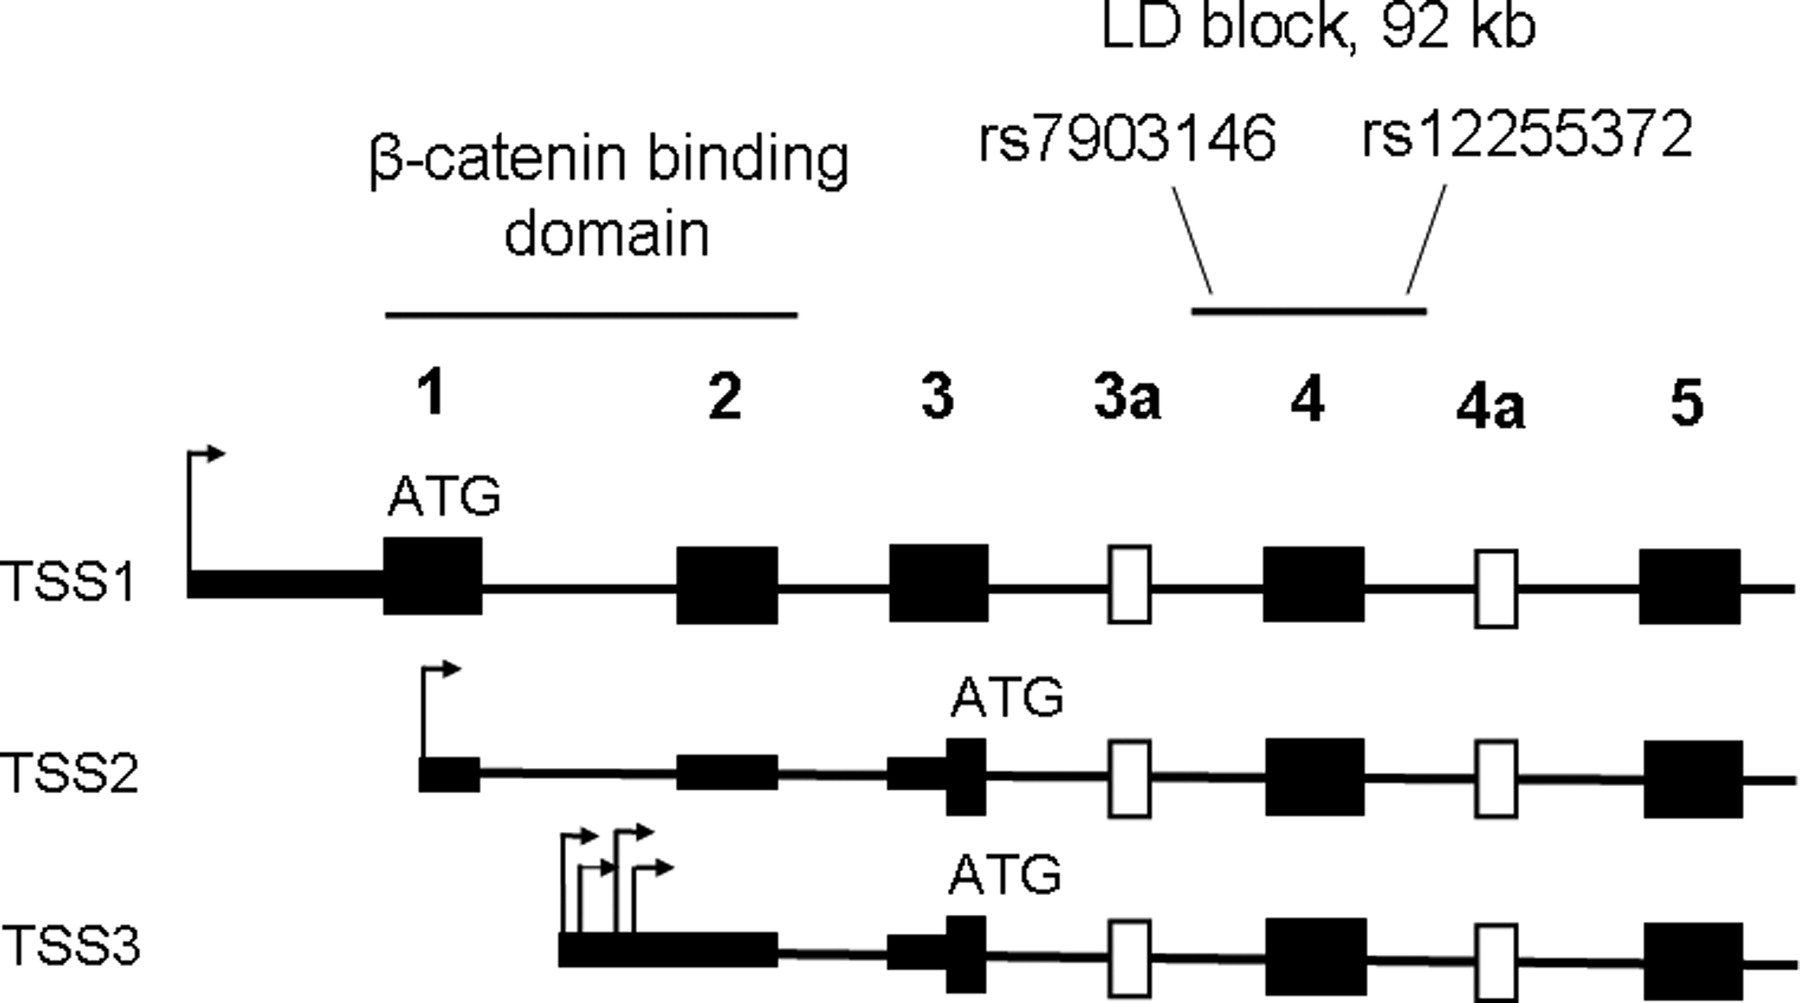 LD block, 92 kb
rs7903146 rs12255372
β-catenin binding
domain
1 2 3 3a 4 4a 5
ATG
TSS1
ATG
TSS2
ATG
TSS3